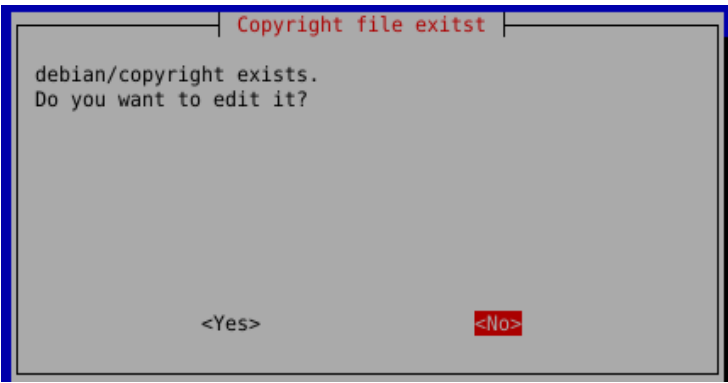 Copyright file exitst
debian/copyright exists.
Do you want to edit it?
<Yes> <No>